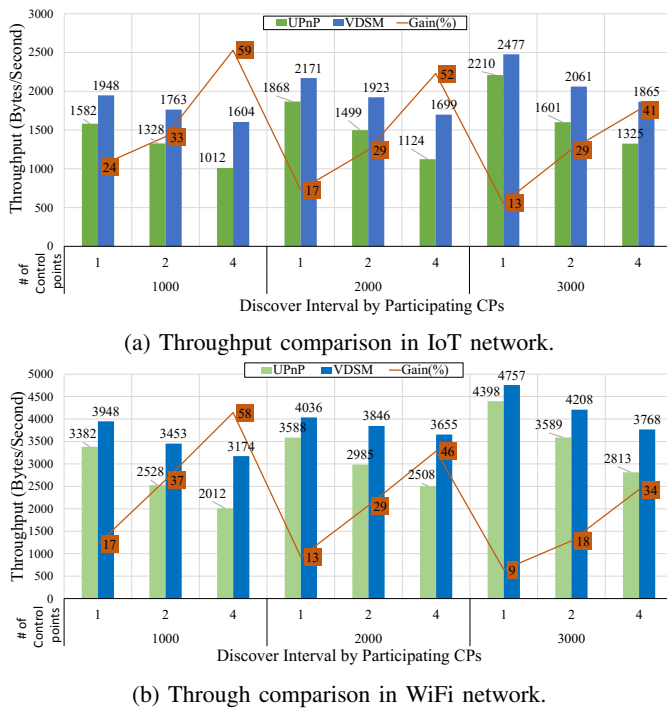 UPnP VDSM Gain(%)
Throughput (Bytes/Second)
3000
2500
2000
1500
1000
500
0
1582 1948 24
1328 1763 33
1012 1604 59
1868 2171 17
1499 1923 29
1124 1699 52
2210 2477 13
1601 2061 29
1325 1865 41
# of
Control
points
1 2 4 1 2 4 1 2 4
1000 2000 3000
Discover Interval by Participating CPs
(a) Throughput comparison in IoT network.
UPnP VDSM Gain(%)
Throughput (Bytes/Second)
5000
4500
4000
3500
3000
2500
2000
1500
1000
500
0
3382 3948 17
2528 3453 37
2012 3174 58
3588 4036 13
2985 3846 29
2508 3655 46
4398 4757 9
3589 4208 18
2813 3768 34
# of
Control
points
1 2 4 1 2 4 1 2 4
1000 2000 3000
Discover Interval by Participating CPs
(b) Through comparison in WiFi network.